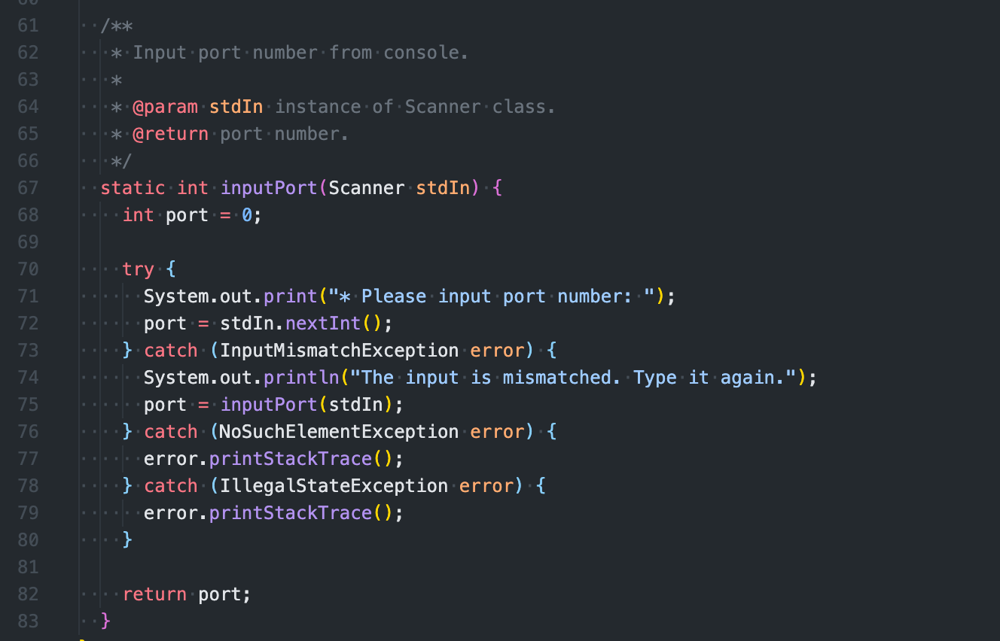 61 /**
62 * Input port number from console.
63 *
64 * @param stdIn instance of Scanner class.
65 * @return port number.
66 */
67 static int inputPort(Scanner stdIn) {
68 int port = 0;
69
70 try {
71 System.out.print("* Please input port number: ");
72 port = stdIn.nextInt();
73 } catch (InputMismatchException error) {
74 System.out.println("The input is mismatched. Type it again.");
75 port = inputPort(stdIn);
76 } catch (NoSuchElementException error) {
77 error.printStackTrace();
78 } catch (IllegalStateException error) {
79 error.printStackTrace();
80 }
81
82 return port;
83 }